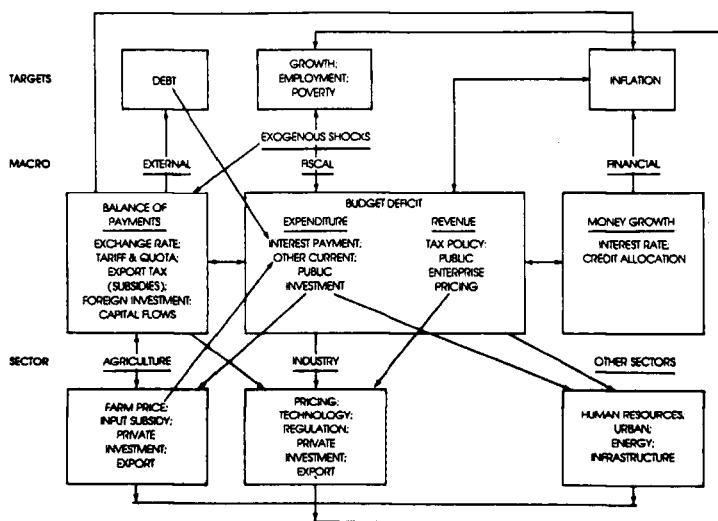 TARGETS
DEBT
GROWTH;
EMPLOYMENT;
POVERTY
INFLATION
EXOGENOUS SHOCKS
MACRO
EXTERNAL
FISCAL
FINANCIAL
BALANCE OF
PAYMENTS
EXCHANGE RATE;
TARIFF & QUOTA;
EXPORT TAX
(SUBSIDIES);
FOREIGN INVESTMENT;
CAPITAL FLOWS
BUDGET DEFICIT
EXPENDITURE
INTEREST PAYMENT;
OTHER CURRENT;
PUBLIC
INVESTMENT
REVENUE
TAX POLICY;
PUBLIC
ENTERPRISE
PRICING
MONEY GROWTH
INTEREST RATE;
CREDIT ALLOCATION
SECTOR
AGRICULTURE
INDUSTRY
OTHER SECTORS
FARM PRICE;
INPUT SUBSIDY;
PRIVATE
INVESTMENT;
EXPORT
PRICING;
TECHNOLOGY;
REGULATION;
PRIVATE
INVESTMENT;
EXPORT
HUMAN RESOURCES,
URBAN;
ENERGY;
INFRASTRUCTURE